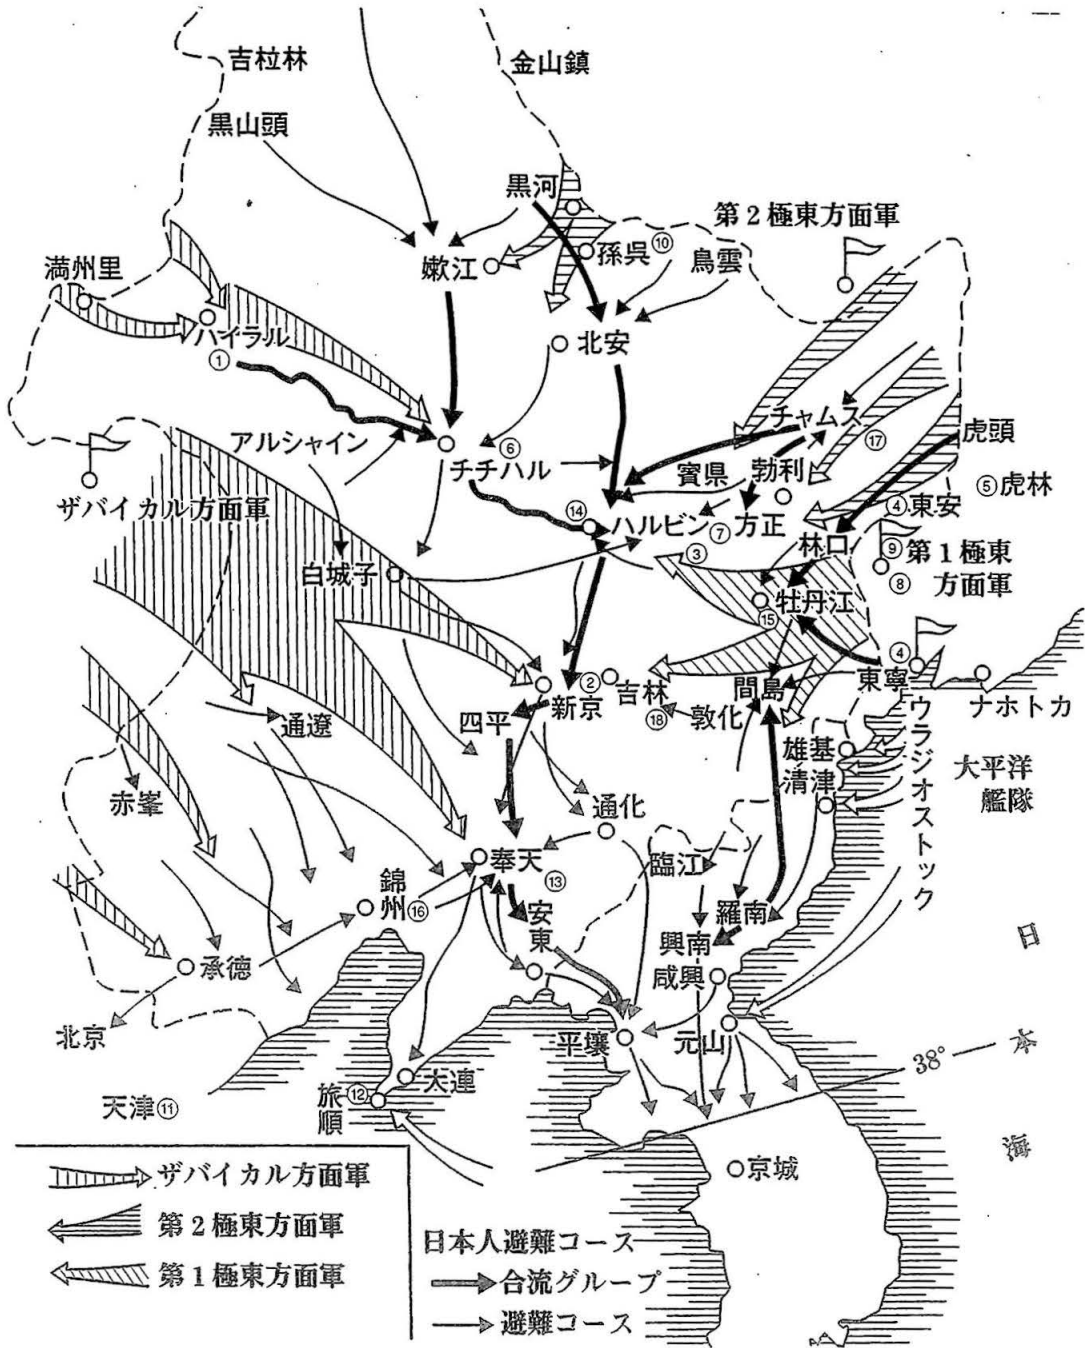 吉拉林
金山鎮
黒山頭
黒河
第2極東方面軍
満州里
嫩江
孫呉⑩
烏雲
ハイラル
①
北安
アルシャイン
⑥
チチハル
チャムス
⑰
虎頭
賓県
勃利
⑤虎林
④東安
ザバイカル方面軍
⑭
ハルビン
⑦
方正
③
林口
⑨
第1極東
方面軍
⑧
白城子
牡丹江
⑮
④
東寧
新京
②
吉林
⑱
敦化
間島
ナホトカ
四平
通遼
雄基
清津
ウラジオストック
大平洋
艦隊
赤峯
通化
臨江
奉天
⑬
錦州
⑯
安東
羅南
興南
咸興
承徳
北京
平壌
元山
38°
日本海
大連
旅順
⑫
天津⑪
京城
ザバイカル方面軍
第2極東方面軍
第1極東方面軍
日本人避難コース
合流グループ
避難コース